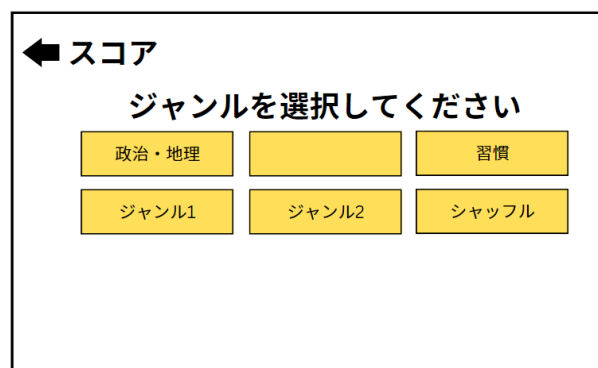 スコア
ジャンルを選択してください
政治・地理
習慣
ジャンル1
ジャンル2
シャッフル